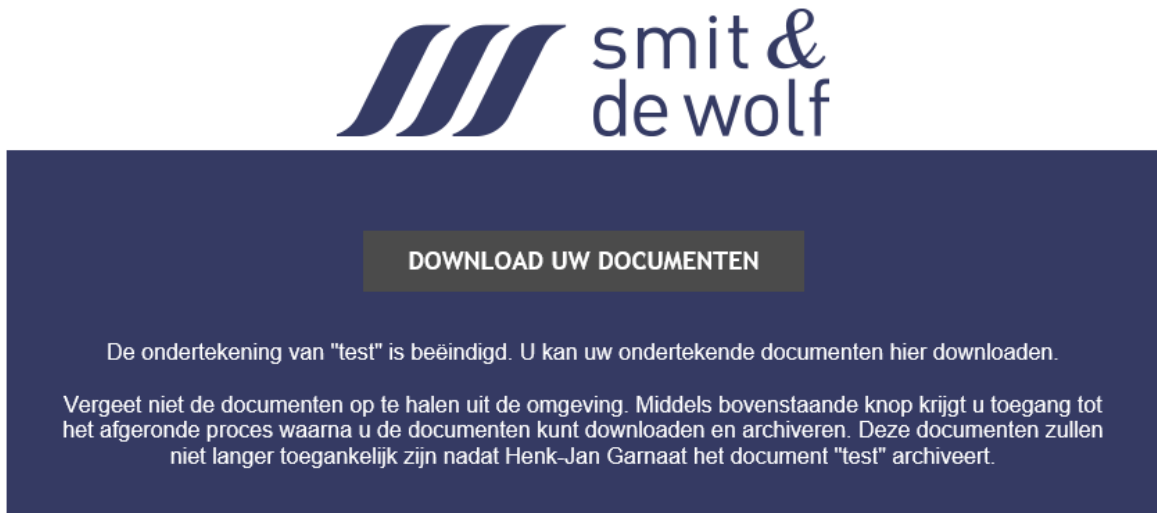 smit &
de wolf
DOWNLOAD UW DOCUMENTEN
De ondertekening van "test" is beëindigd. U kan uw ondertekende documenten hier downloaden.
Vergeet niet de documenten op te halen uit de omgeving. Middels bovenstaande knop krijgt u toegang tot
het afgeronde proces waarna u de documenten kunt downloaden en archiveren. Deze documenten zullen
niet langer toegankelijk zijn nadat Henk-Jan Garnaat het document "test" archiveert.